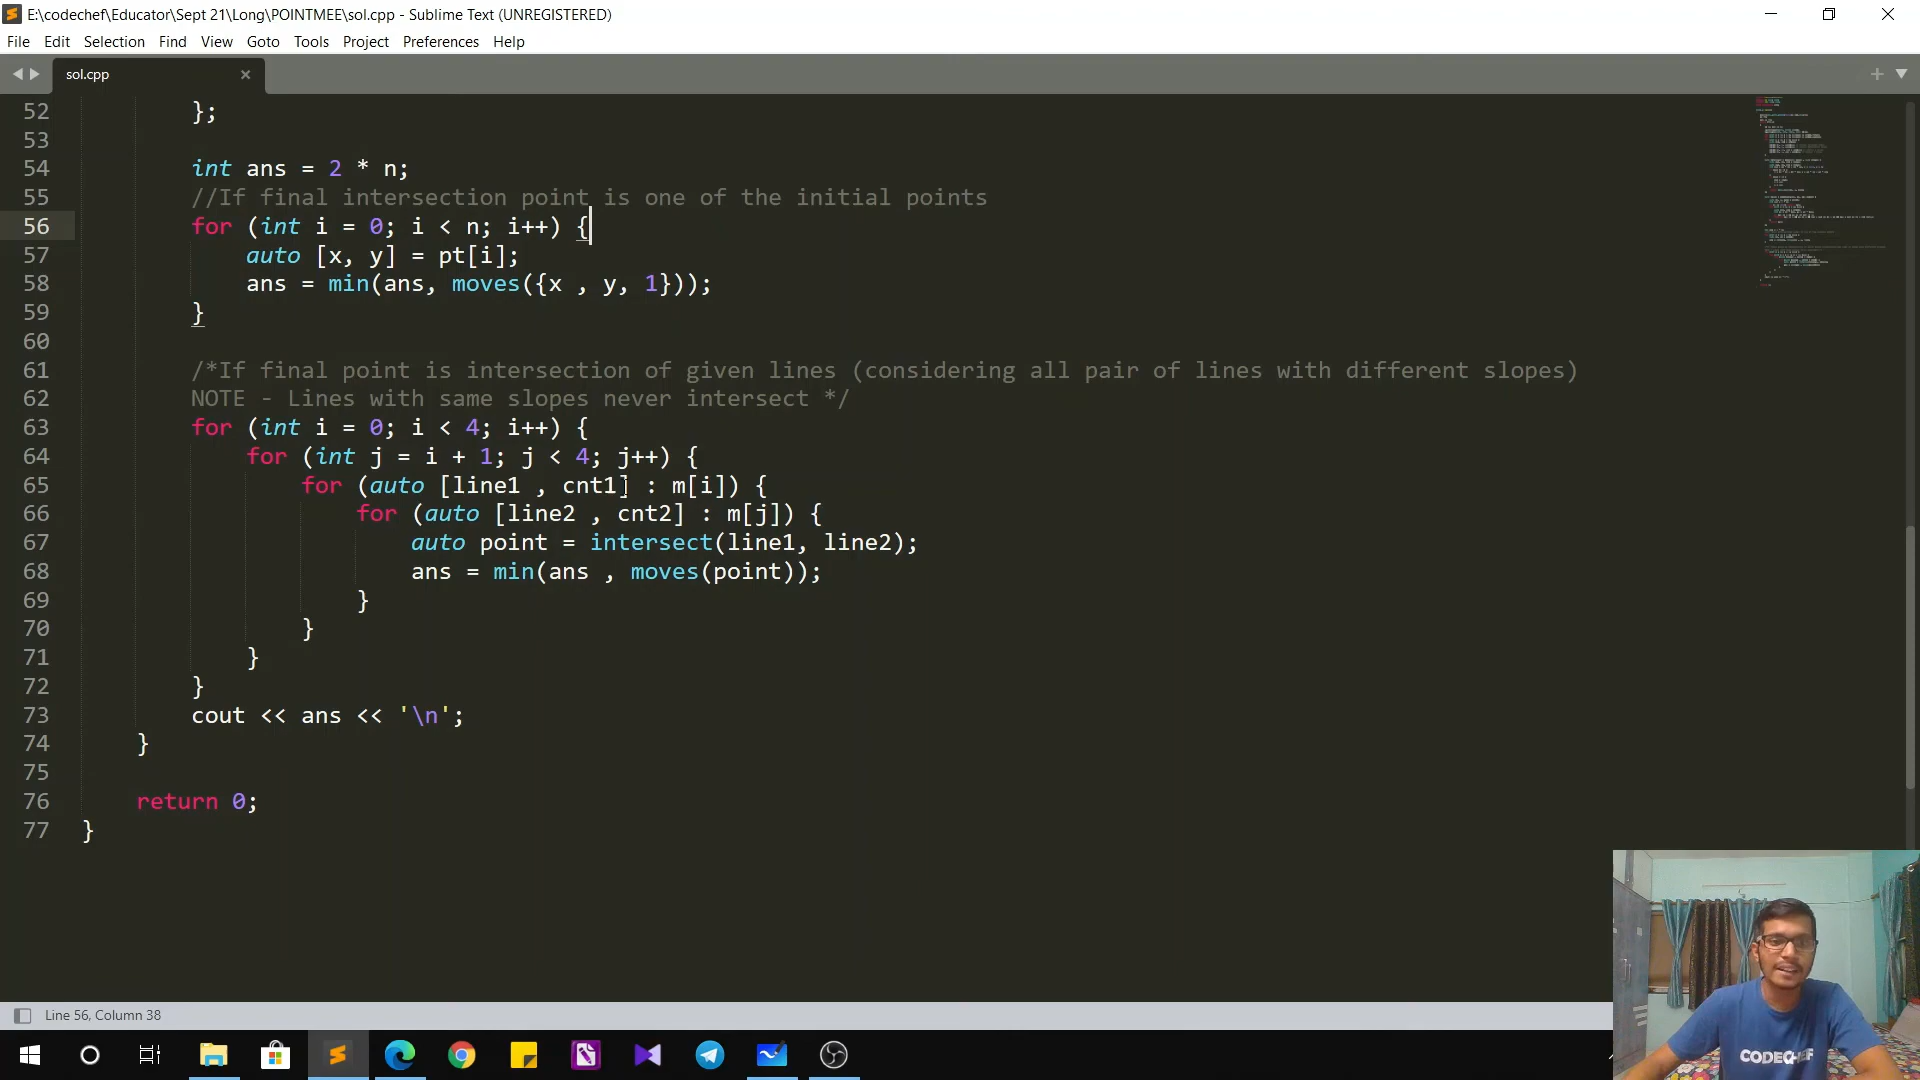 E:\codechef\Educator\Sept 21\Long\POINTMEE\sol.cpp - Sublime Text (UNREGISTERED)
File Edit Selection Find View Goto Tools Project Preferences Help
sol.cpp
52 };
53
54 int ans = 2 * n;
55 //If final intersection point is one of the initial points
56 for (int i = 0; i < n; i++) {
57 auto [x, y] = pt[i];
58 ans = min(ans, moves({x , y, 1}));
59 }
60
61 /*If final point is intersection of given lines (considering all pair of lines with different slopes)
62 NOTE - Lines with same slopes never intersect */
63 for (int i = 0; i < 4; i++) {
64 for (int j = i + 1; j < 4; j++) {
65 for (auto [line1 , cnt1] : m[i]) {
66 for (auto [line2 , cnt2] : m[j]) {
67 auto point = intersect(line1, line2);
68 ans = min(ans , moves(point));
69 }
70 }
71 }
72 }
73 cout << ans << '\n';
74 }
75
76 return 0;
77 }
Line 56, Column 38
CODECHEF